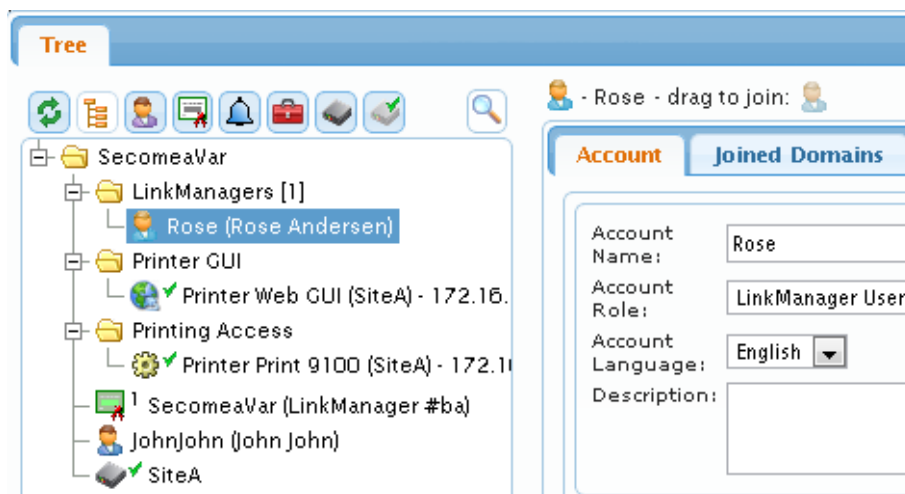 Tree
- Rose - drag to join:
SecomeaVar
LinkManagers [1]
Rose (Rose Andersen)
Printer GUI
Printer Web GUI (SiteA) - 172.16.
Printing Access
Printer Print 9100 (SiteA) - 172.1
1 SecomeaVar (LinkManager #ba)
JohnJohn (John John)
SiteA
Account
Joined Domains
Account Name:
Rose
Account Role:
LinkManager User
Account Language:
English
Description: